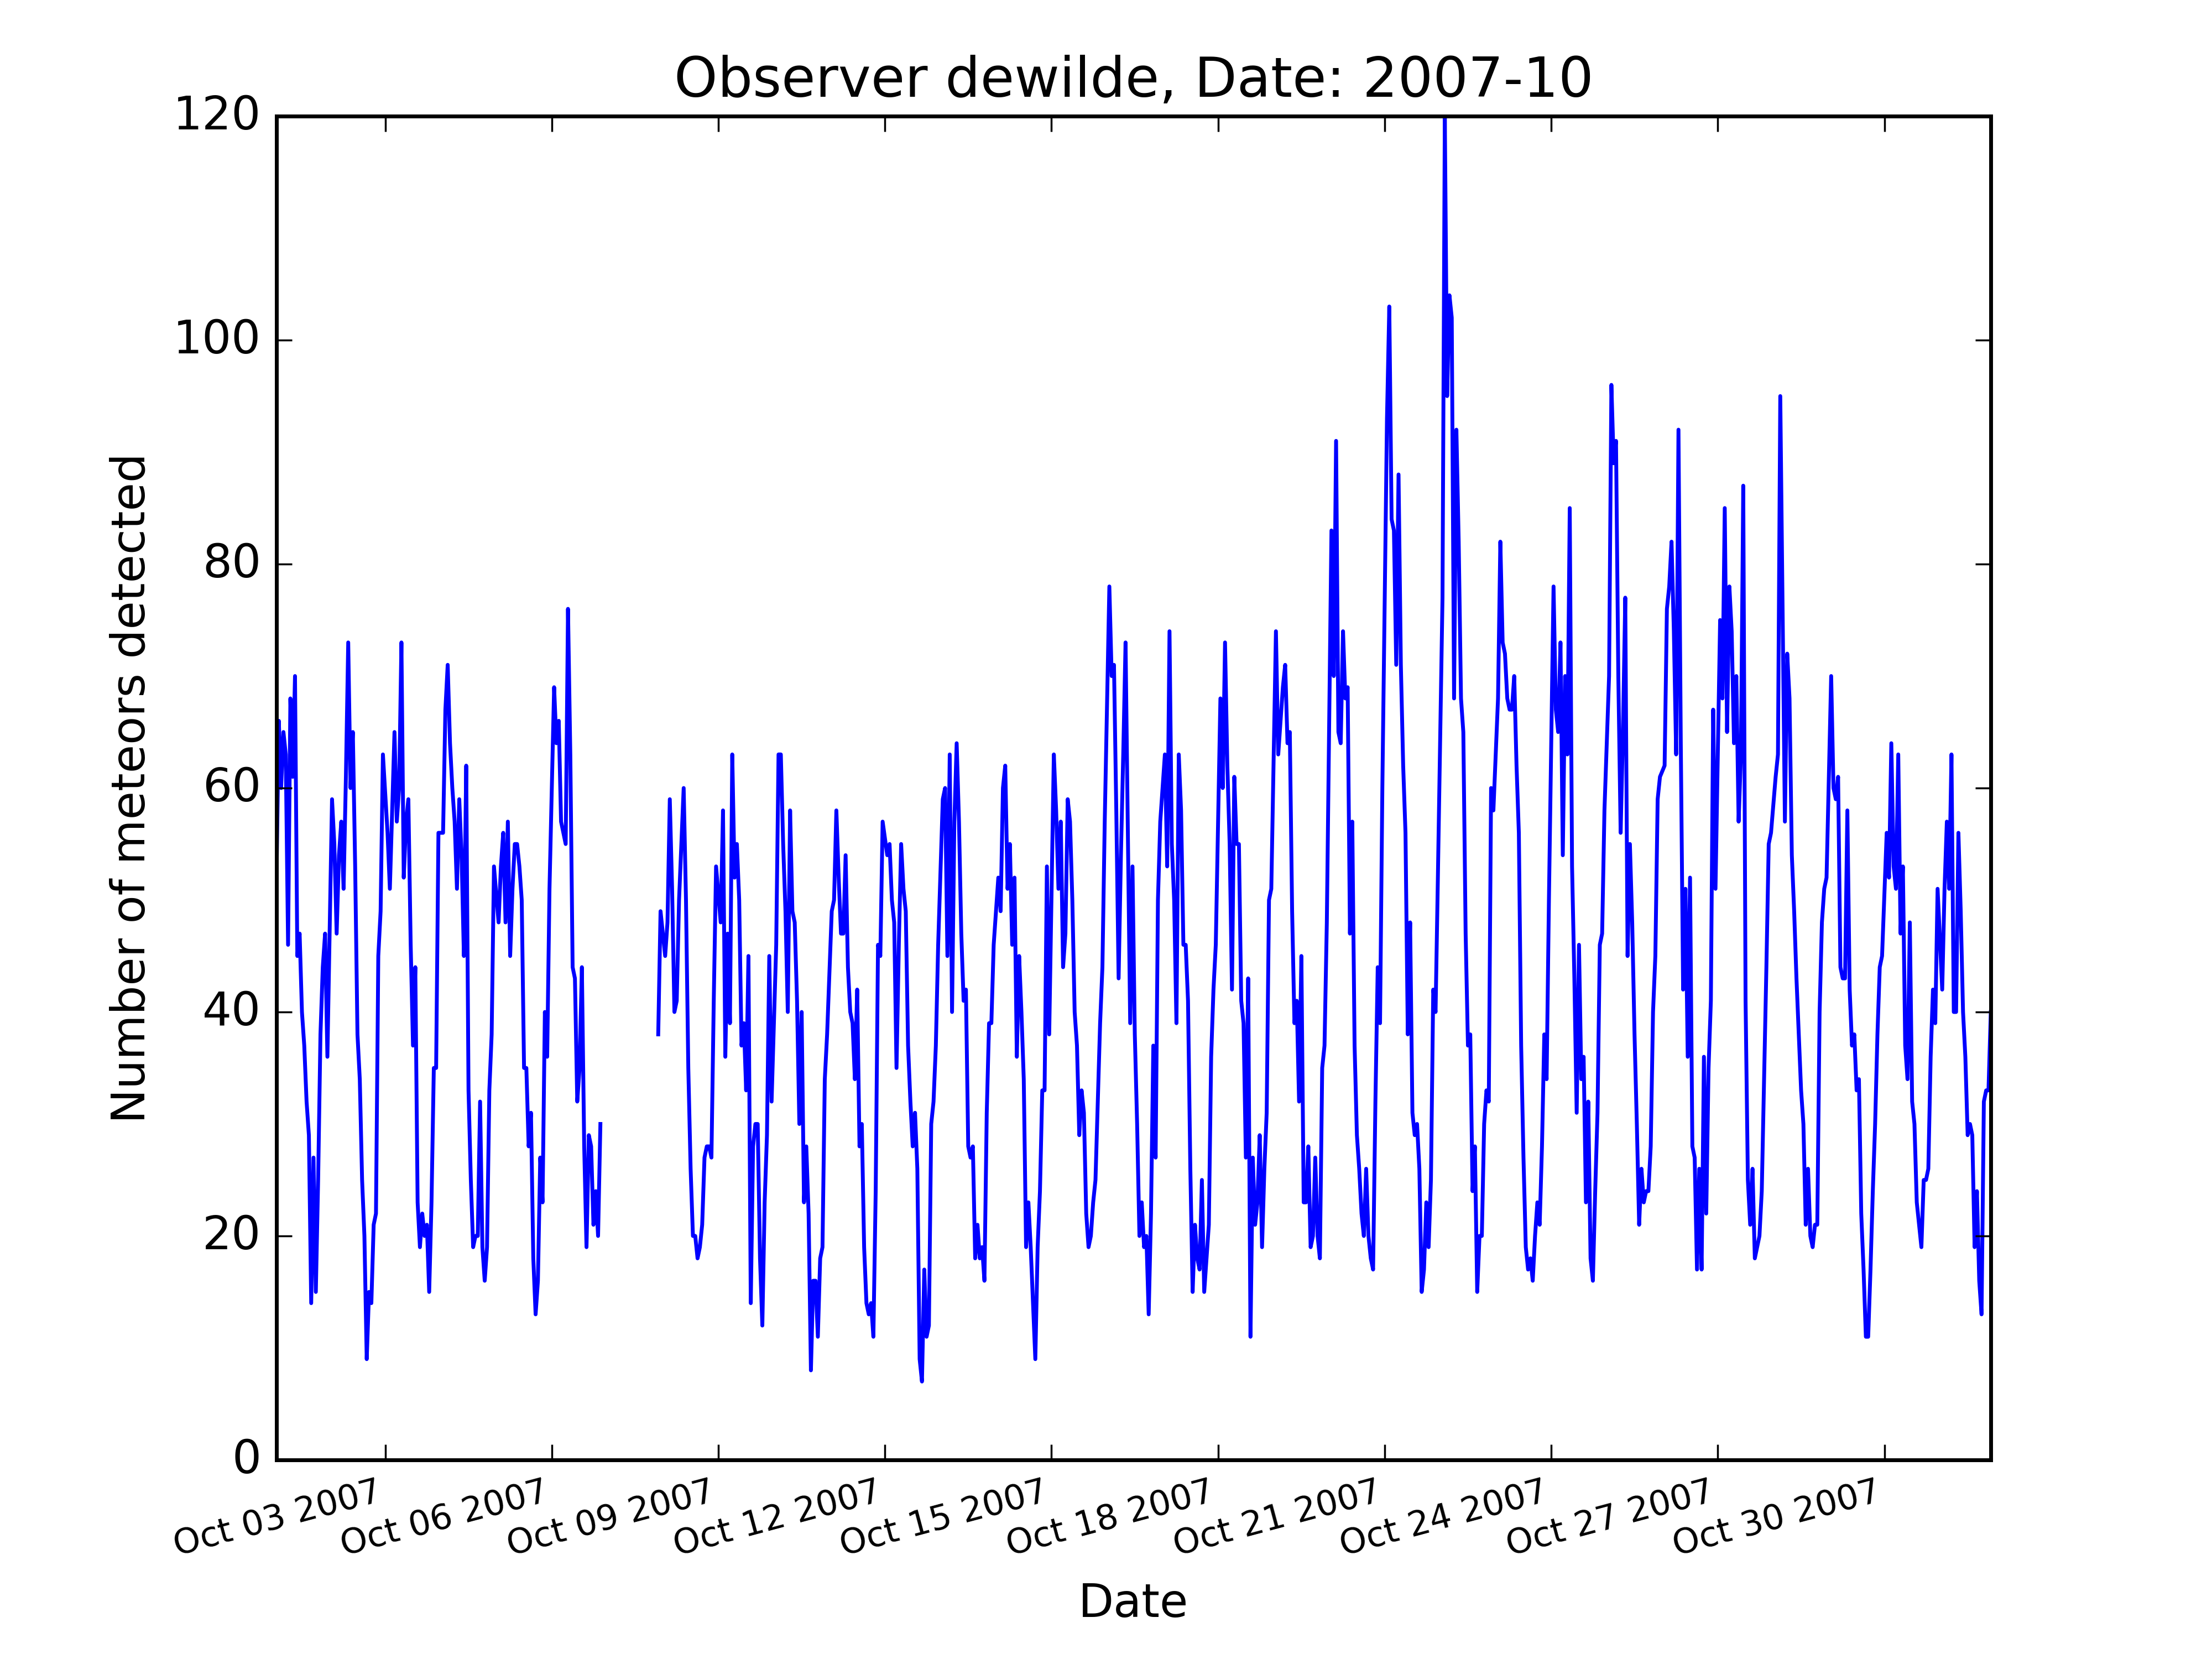 Observer dewilde, Date: 2007-10
120
100
80
60
40
20
0
Number of meteors detected
Oct 03 2007
Oct 06 2007
Oct 09 2007
Oct 12 2007
Oct 15 2007
Oct 18 2007
Oct 21 2007
Oct 24 2007
Oct 27 2007
Oct 30 2007
Date